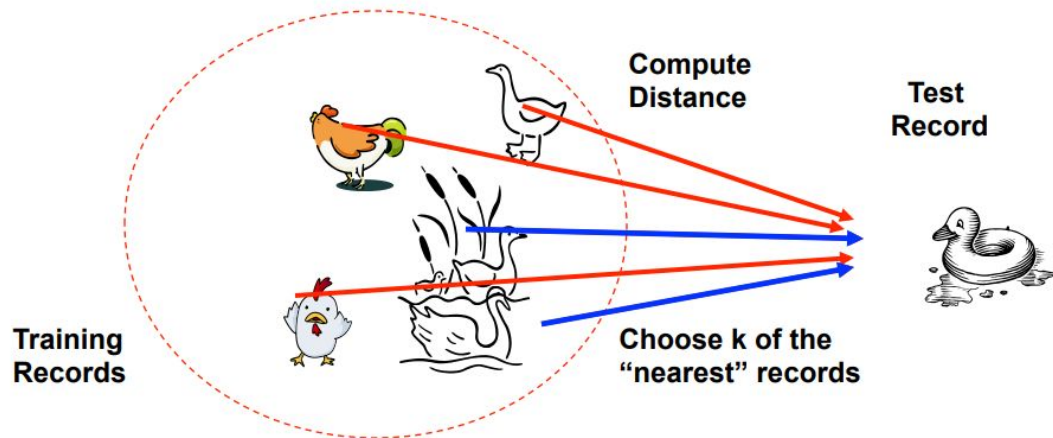 Compute
Distance
Test
Record
Training
Records
Choose k of the
“nearest” records